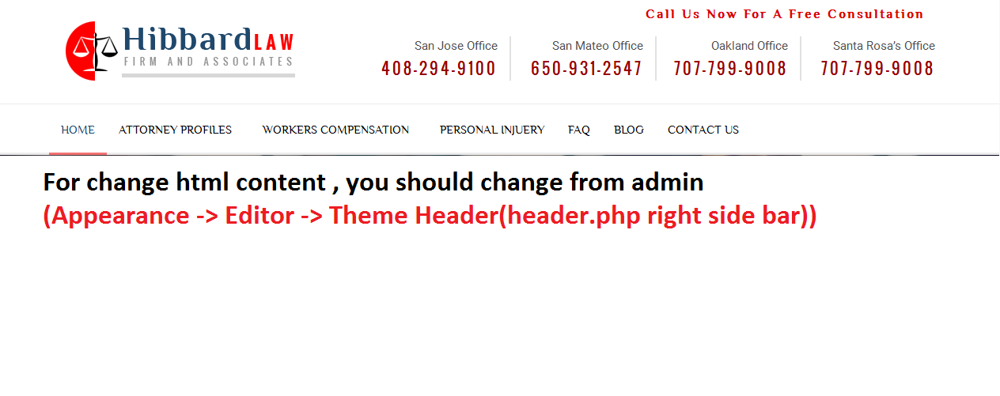 Call Us Now For A Free Consultation
Hibbard LAW
FIRM AND ASSOCIATES
San Jose Office
408-294-9100
San Mateo Office
650-931-2547
Oakland Office
707-799-9008
Santa Rosa's Office
707-799-9008
HOME ATTORNEY PROFILES WORKERS COMPENSATION PERSONAL INJUERY FAQ BLOG CONTACT US
For change html content , you should change from admin
(Appearance -> Editor -> Theme Header(header.php right side bar))